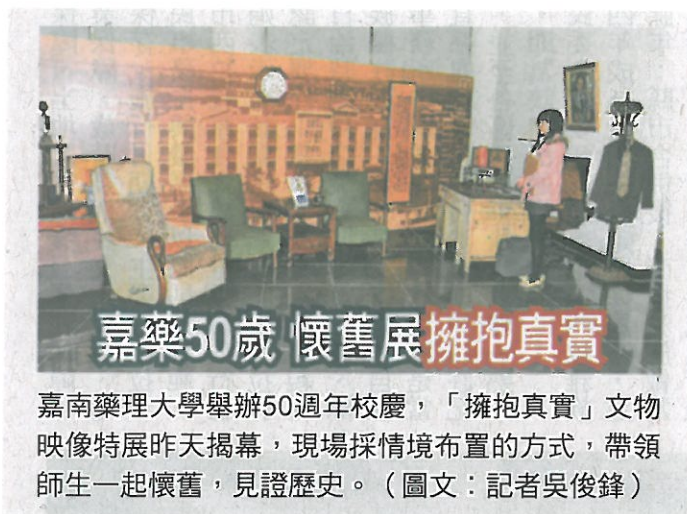 嘉藥50歲 懷舊展擁抱真實
嘉南藥理大學舉辦50週年校慶，「擁抱真實」文物
映像特展昨天揭幕，現場採情境布置的方式，帶領
師生一起懷舊，見證歷史。（圖文：記者吳俊鋒）